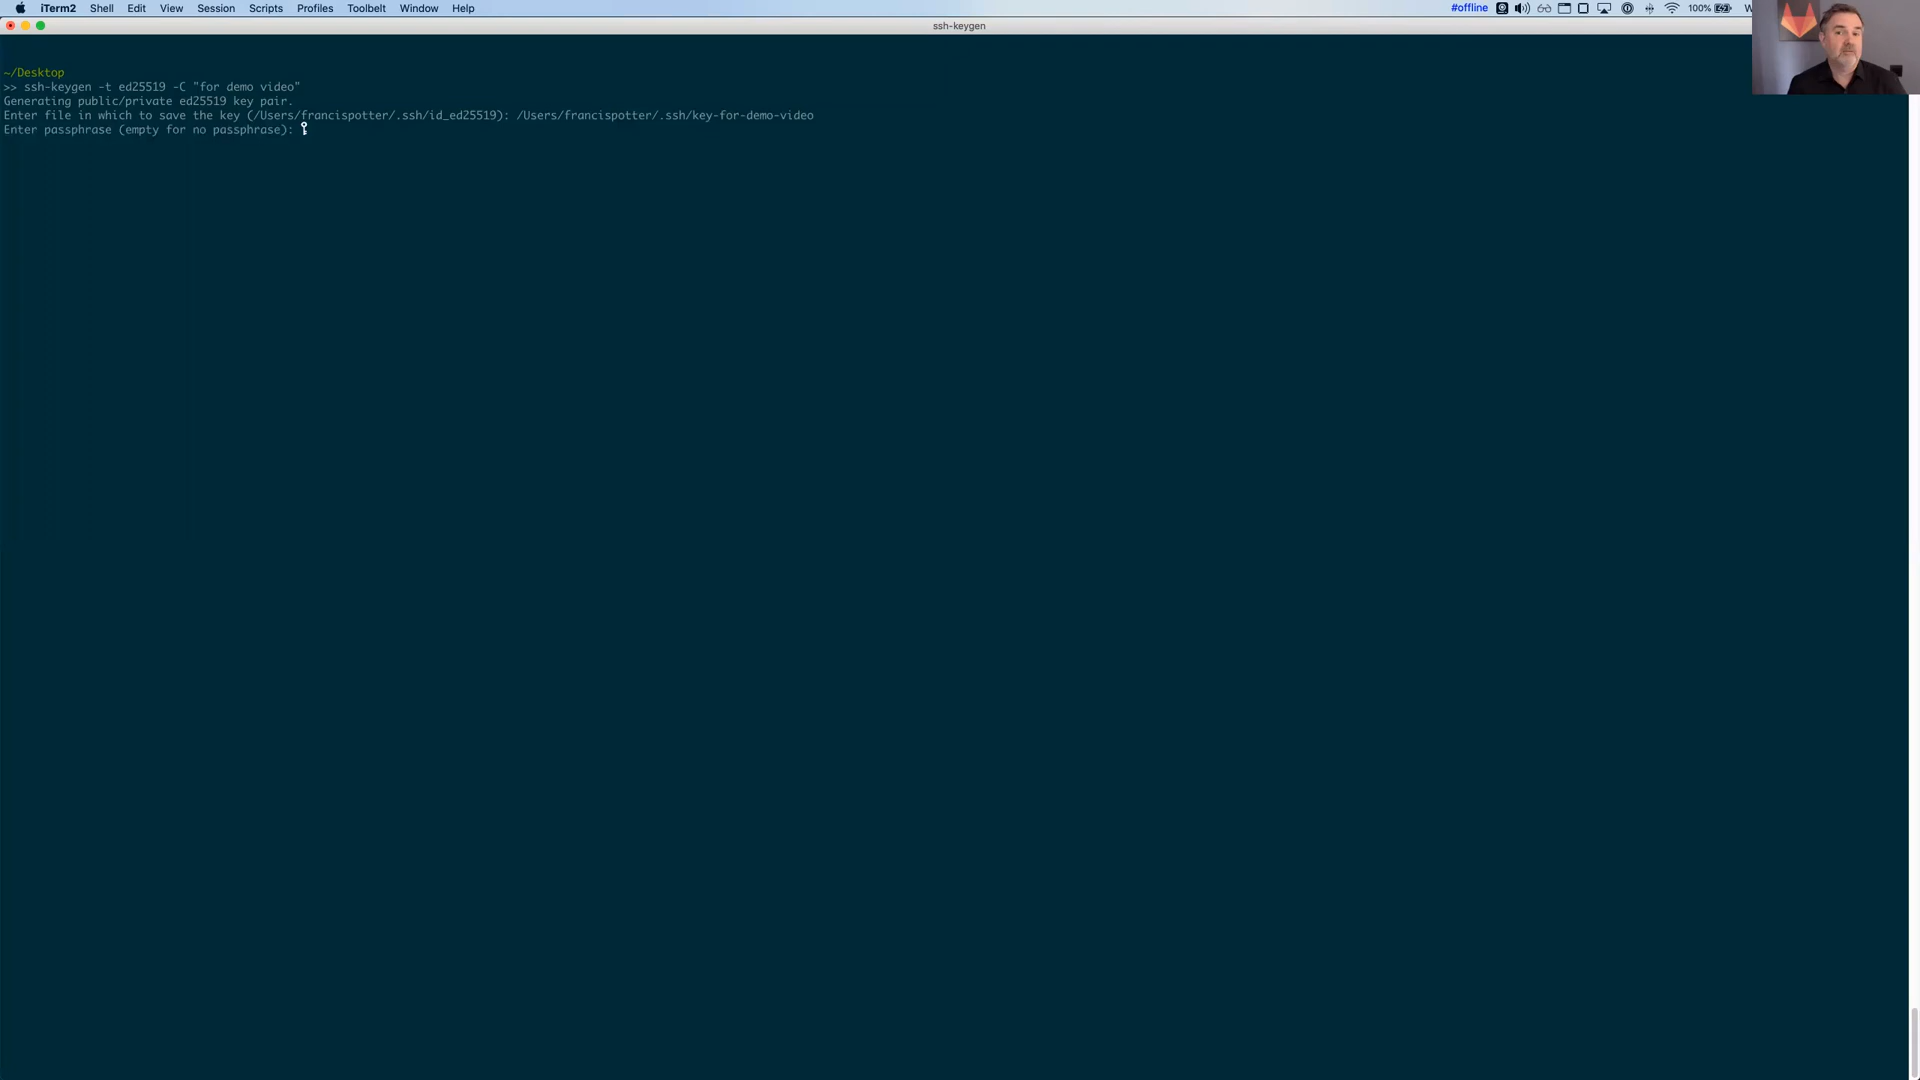 iTerm2 Shell Edit View Session Scripts Profiles Toolbelt Window Help #offline 100%
ssh-keygen
~/Desktop
>> ssh-keygen -t ed25519 -C "for demo video"
Generating public/private ed25519 key pair.
Enter file in which to save the key (/Users/francispotter/.ssh/id_ed25519): /Users/francispotter/.ssh/key-for-demo-video
Enter passphrase (empty for no passphrase):